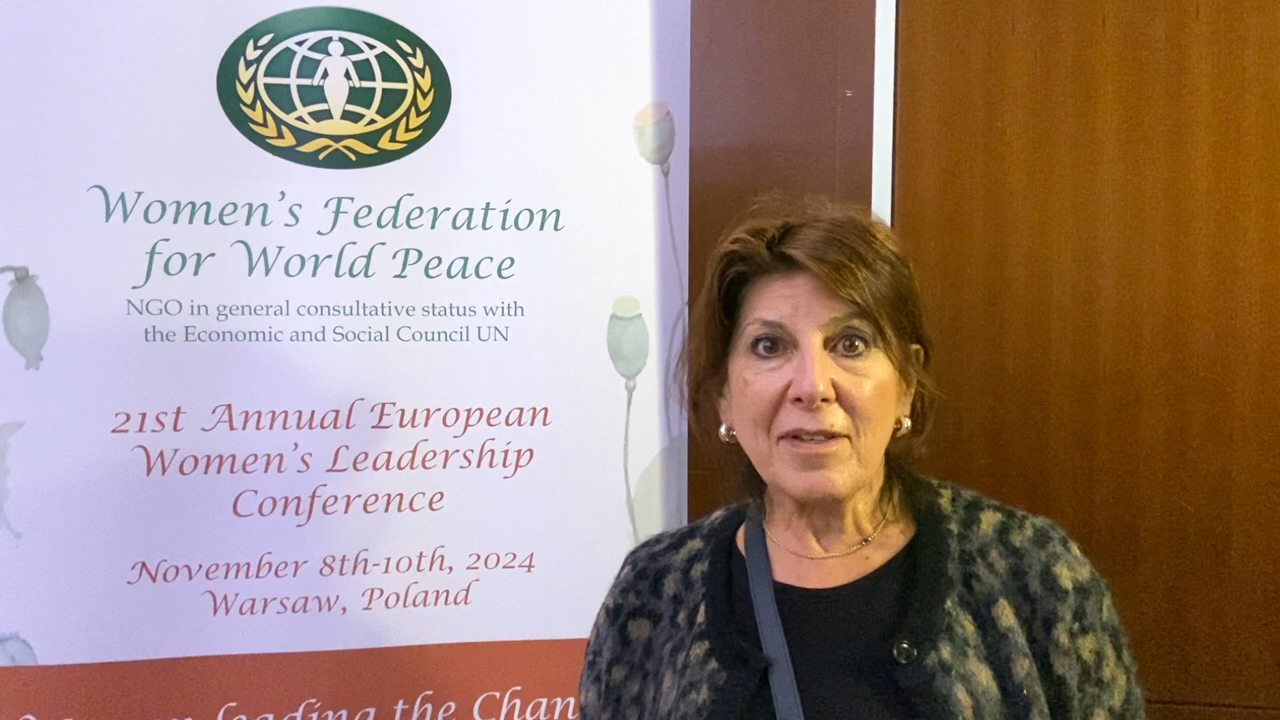 Women's Federation
for World Peace
NGO in general consultative status with
the Economic and Social Council UN
21st Annual European
Women's Leadership
Conference
November 8th-10th, 2024
Warsaw, Poland
leading the Chan